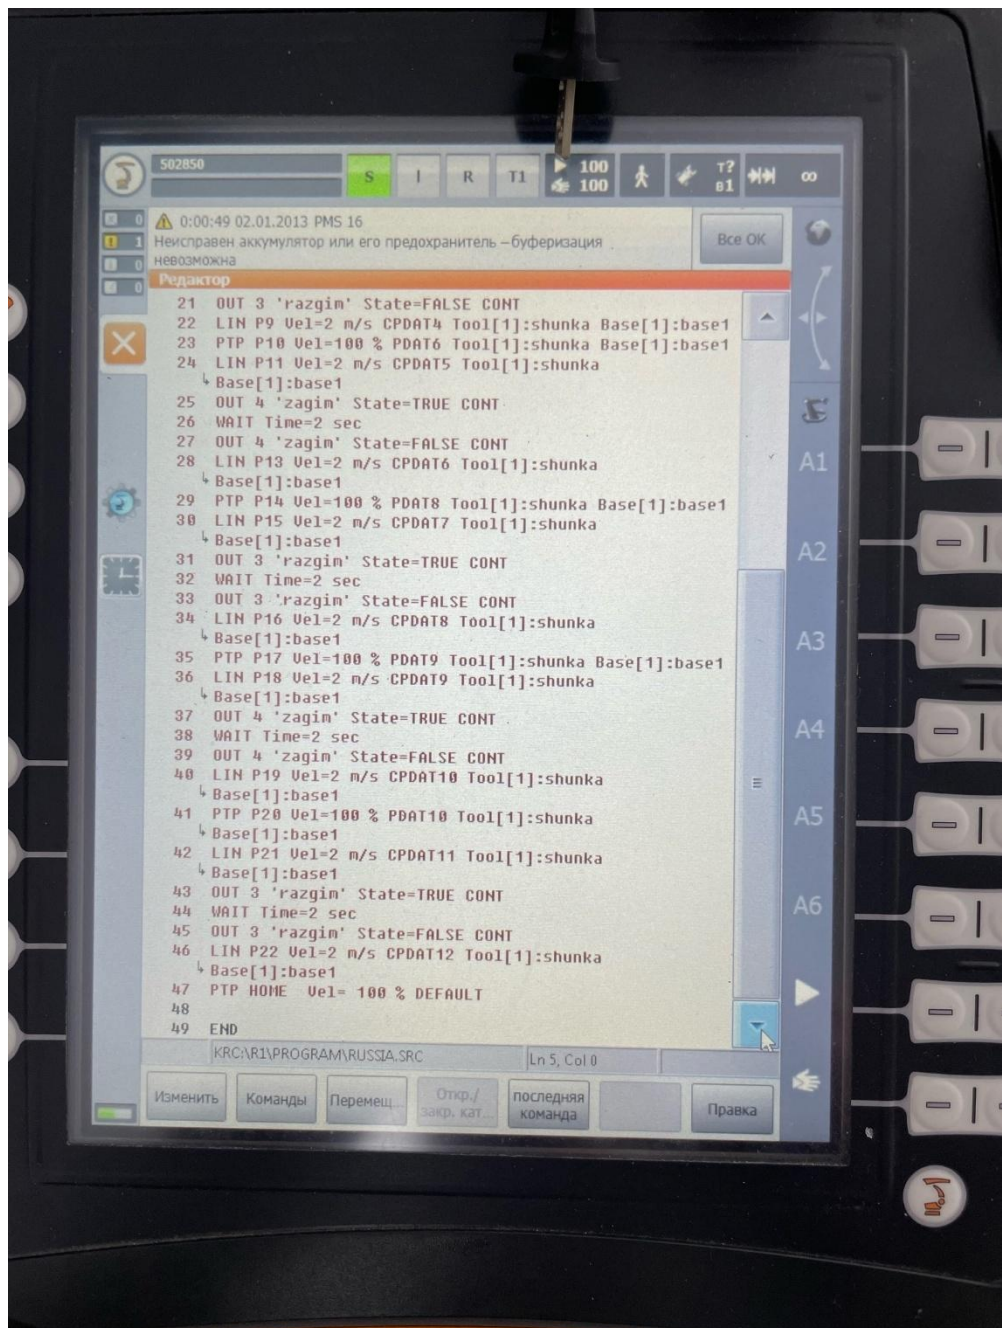 502850
S I R T1 100 100 T? B1 ∞
0
1
0
0
0:00:49 02.01.2013 PMS 16
Неисправен аккумулятор или его предохранитель –буферизация
невозможна
Все ОК
Редактор
21 OUT 3 'razgim' State=FALSE CONT
22 LIN P9 Vel=2 m/s CPDAT4 Tool[1]:shunka Base[1]:base1
23 PTP P10 Vel=100 % PDAT6 Tool[1]:shunka Base[1]:base1
24 LIN P11 Vel=2 m/s CPDAT5 Tool[1]:shunka
Base[1]:base1
25 OUT 4 'zagim' State=TRUE CONT
26 WAIT Time=2 sec
27 OUT 4 'zagim' State=FALSE CONT
28 LIN P13 Vel=2 m/s CPDAT6 Tool[1]:shunka
Base[1]:base1
29 PTP P14 Vel=100 % PDAT8 Tool[1]:shunka Base[1]:base1
30 LIN P15 Vel=2 m/s CPDAT7 Tool[1]:shunka
Base[1]:base1
31 OUT 3 'razgim' State=TRUE CONT
32 WAIT Time=2 sec
33 OUT 3 'razgim' State=FALSE CONT
34 LIN P16 Vel=2 m/s CPDAT8 Tool[1]:shunka
Base[1]:base1
35 PTP P17 Vel=100 % PDAT9 Tool[1]:shunka Base[1]:base1
36 LIN P18 Vel=2 m/s CPDAT9 Tool[1]:shunka
Base[1]:base1
37 OUT 4 'zagim' State=TRUE CONT
38 WAIT Time=2 sec
39 OUT 4 'zagim' State=FALSE CONT
40 LIN P19 Vel=2 m/s CPDAT10 Tool[1]:shunka
Base[1]:base1
41 PTP P20 Vel=100 % PDAT10 Tool[1]:shunka
Base[1]:base1
42 LIN P21 Vel=2 m/s CPDAT11 Tool[1]:shunka
Base[1]:base1
43 OUT 3 'razgim' State=TRUE CONT
44 WAIT Time=2 sec
45 OUT 3 'razgim' State=FALSE CONT
46 LIN P22 Vel=2 m/s CPDAT12 Tool[1]:shunka
Base[1]:base1
47 PTP HOME Vel= 100 % DEFAULT
48
49 END
A1
A2
A3
A4
A5
A6
KRC:\R1\PROGRAM\RUSSIA.SRC Ln 5, Col 0
Изменить Команды Перемещ... Откр./ закр. кат... последняя команда Правка